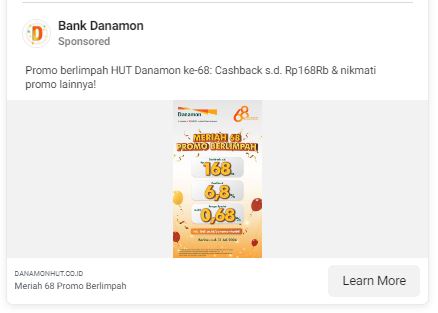 Bank Danamon
Sponsored
Promo berlimpah HUT Danamon ke-68: Cashback s.d. Rp168Rb & nikmati
promo lainnya!
Danamon
68
MERIAH 68
PROMO BERLIMPAH
168
6,8%
0,68%
DANAMONHUT.CO.ID
Meriah 68 Promo Berlimpah
Learn More